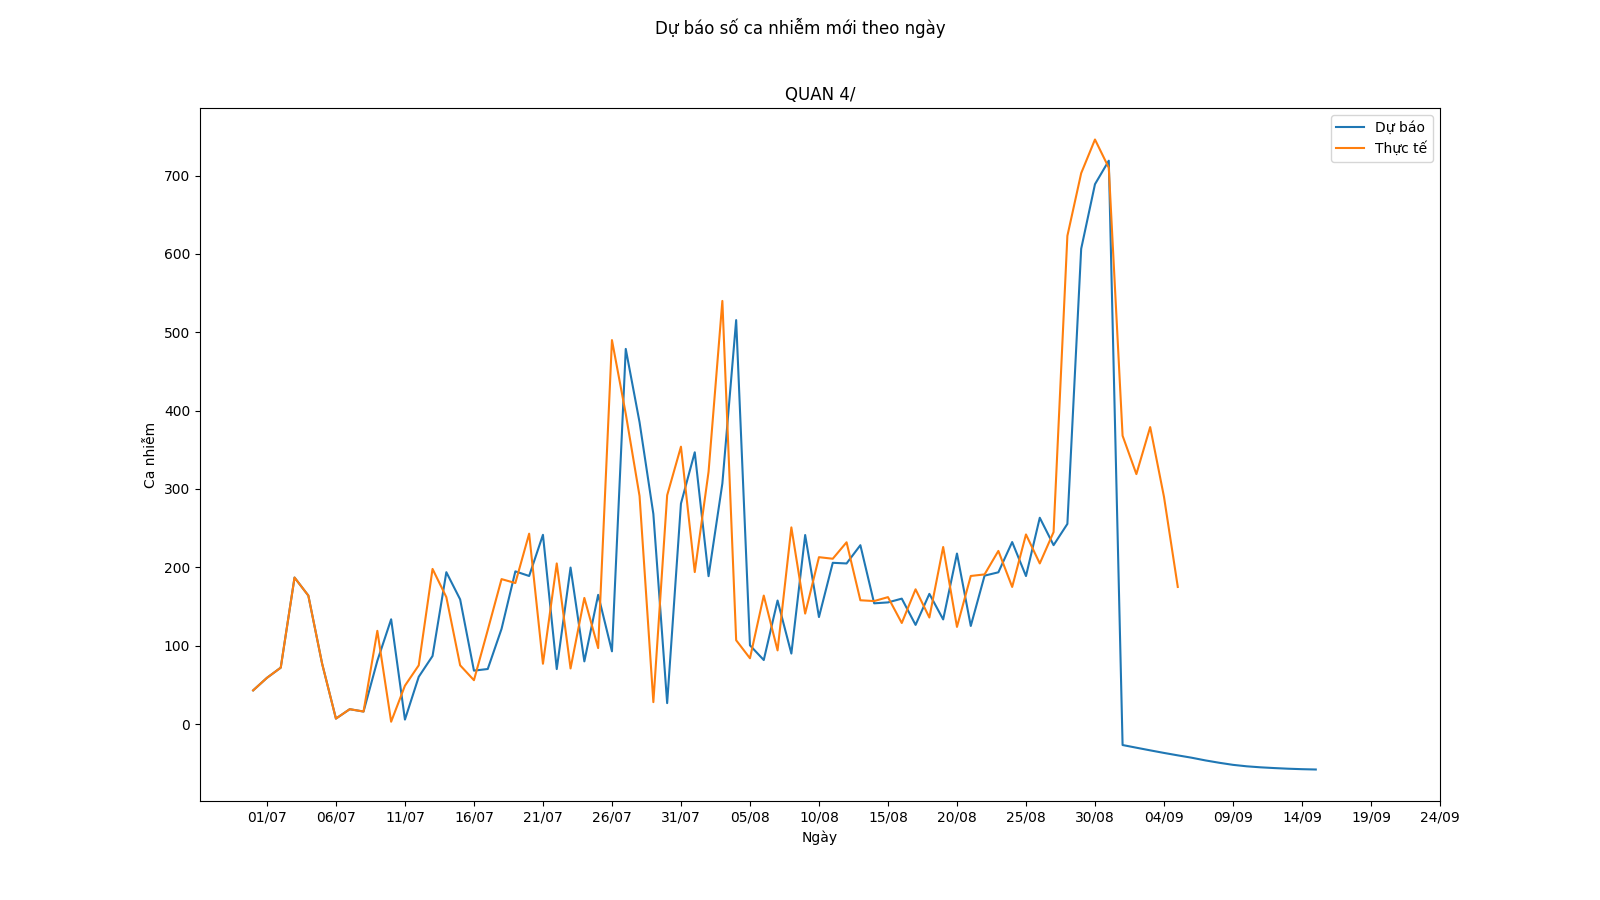 Dự báo số ca nhiễm mới theo ngày
QUAN 4/
Dự báo
Thực tế
700
600
500
400
300
200
100
0
Ca nhiễm
01/07 06/07 11/07 16/07 21/07 26/07 31/07 05/08 10/08 15/08 20/08 25/08 30/08 04/09 09/09 14/09 19/09 24/09
Ngày